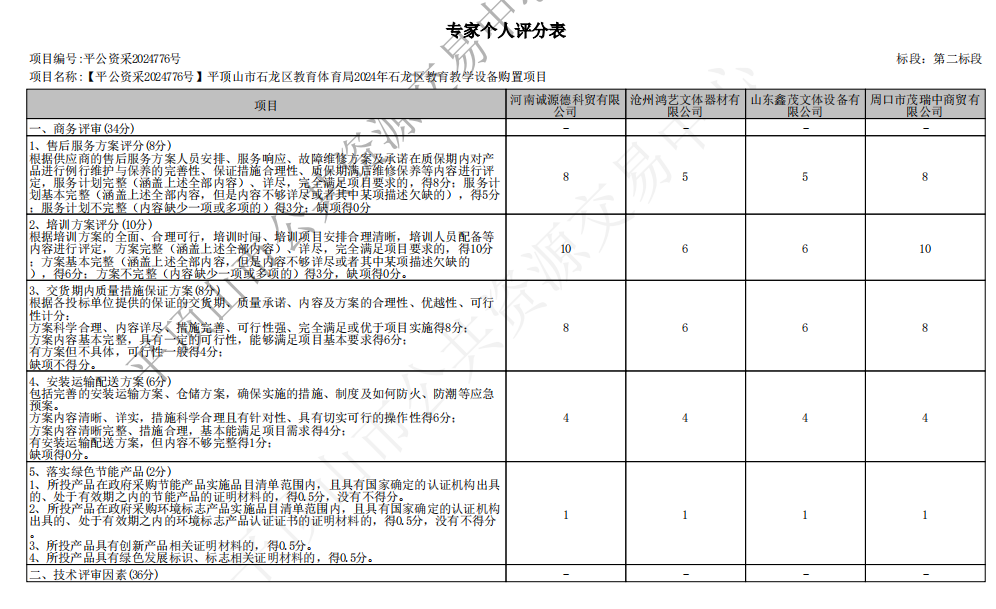 专家个人评分表
项目编号:平公资采2024776号
标段: 第二标段
项目名称:【平公资采2024776号】平顶山市石龙区教育体育局2024年石龙区教育教学设备购置项目
项目
河南诚源德科贸有限公司
沧州鸿艺文体器材有限公司
山东鑫茂文体设备有限公司
周口市茂瑞中商贸有限公司
一、商务评审(34分) – – – –
1、售后服务方案评分(8分)
根据供应商的售后服务方案人员安排、服务响应、故障维修方案及承诺在质保期内对产
品进行例行维护与保养的完善性、保证措施合理性、质保期满后维修保养等内容进行评
定,服务计划完整(涵盖上述全部内容)、详尽,完全满足项目要求的,得8分;服务计
划基本完整(涵盖上述全部内容,但是内容不够详尽或者其中某项描述欠缺的),得5分
;服务计划不完整(内容缺少一项或多项的)得3分;缺项得0分
8 5 5 8
2、培训方案评分(10分)
根据培训方案的全面、合理可行,培训时间、培训项目安排合理清晰,培训人员配备等
内容进行评定,方案完整(涵盖上述全部内容)、详尽,完全满足项目要求的,得10分
;方案基本完整(涵盖上述全部内容,但是内容不够详尽或者其中某项描述欠缺的
),得6分;方案不完整(内容缺少一项或多项的)得3分,缺项得0分。
10 6 6 10
3、交货期内质量措施保证方案(8分)
根据各投标单位提供的保证的交货期、质量承诺、内容及方案的合理性、优越性、可行
性计分:
方案科学合理、内容详尽、措施完善、可行性强、完全满足或优于项目实施得8分;
方案内容基本完整,具有一定的可行性,能够满足项目基本要求得6分;
有方案但不具体,可行性一般得4分;
缺项不得分。
8 6 6 8
4、安装运输配送方案(6分)
包括完善的安装运输方案、仓储方案,确保实施的措施、制度及如何防火、防潮等应急
预案。
方案内容清晰、详实,措施科学合理且有针对性、具有切实可行的操作性得6分;
方案内容清晰完整、措施合理,基本能满足项目需求得4分;
有安装运输配送方案,但内容不够完整得1分;
缺项得0分。
4 4 4 4
5、落实绿色节能产品(2分)
1、所投产品在政府采购节能产品实施品目清单范围内,且具有国家确定的认证机构出具
的、处于有效期之内的节能产品的证明材料的,得0.5分,没有不得分。
2、所投产品在政府采购环境标志产品实施品目清单范围内,且具有国家确定的认证机构
出具的、处于有效期之内的环境标志产品认证证书的证明材料的,得0.5分,没有不得分
。
3、所投产品具有创新产品相关证明材料的,得0.5分。
4、所投产品具有绿色发展标识、标志相关证明材料的,得0.5分。
1 1 1 1
二、技术评审因素(36分) – – – –
平顶山市公共资源交易中心
平顶山市公共资源交易中心